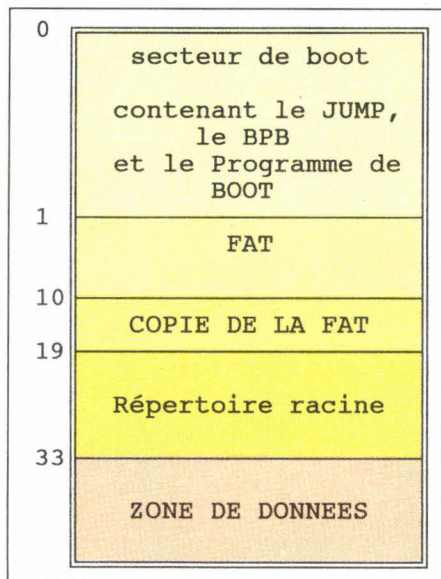 0
secteur de boot
contenant le JUMP,
le BPB
et le Programme de
BOOT
1
FAT
10
COPIE DE LA FAT
19
Répertoire racine
33
ZONE DE DONNEES